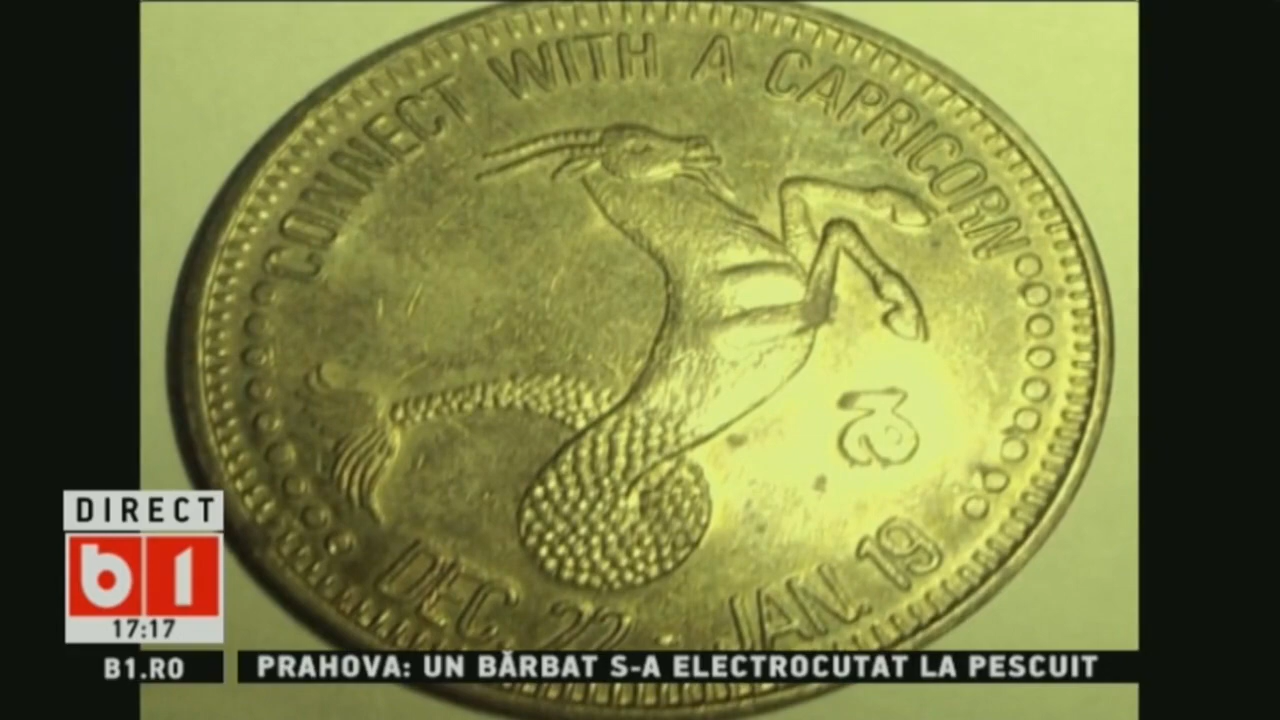 CONNECT WITH A CAPRICORN
DEC. 22 - JAN. 19
DIRECT
b1
17:17
B1.RO
PRAHOVA: UN BĂRBAT S-A ELECTROCUTAT LA PESCUIT